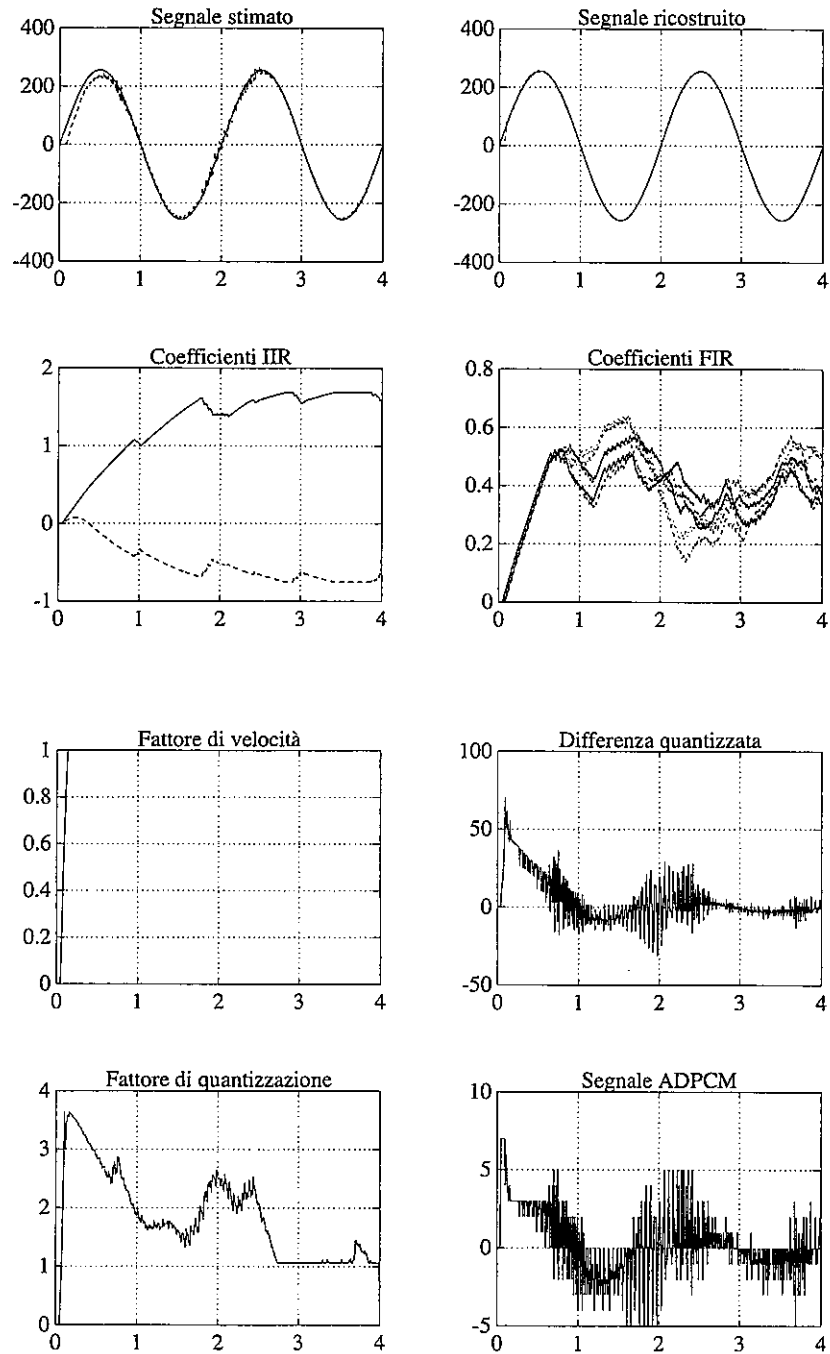 Segnale stimato
400
200
0
-200
-400
0 1 2 3 4
Segnale ricostruito
400
200
0
-200
-400
0 1 2 3 4
Coefficienti IIR
2
1
0
-1
0 1 2 3 4
Coefficienti FIR
0.8
0.6
0.4
0.2
0
0 1 2 3 4
Fattore di velocità
1
0.8
0.6
0.4
0.2
0
0 1 2 3 4
Differenza quantizzata
100
50
0
-50
0 1 2 3 4
Fattore di quantizzazione
4
3
2
1
0
0 1 2 3 4
Segnale ADPCM
10
5
0
-5
0 1 2 3 4